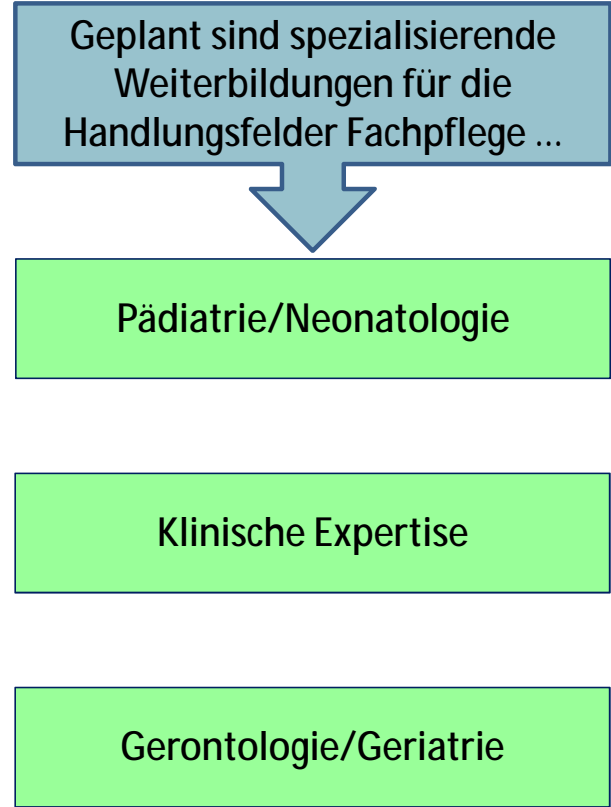 Geplant sind spezialisierende
Weiterbildungen für die
Handlungsfelder Fachpflege ...
Pädiatrie/Neonatologie
Klinische Expertise
Gerontologie/Geriatrie